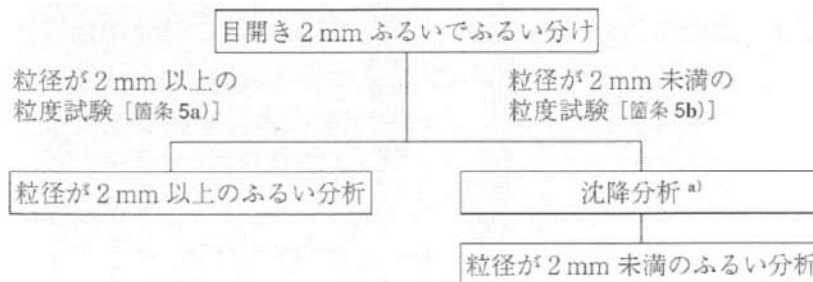 目開き 2 mm ふるいでふるい分け
粒径が 2 mm 以上の
粒度試験［箇条 5a)］
粒径が 2 mm 未満の
粒度試験［箇条 5b)］
粒径が 2 mm 以上のふるい分析
沈降分析 a)
粒径が 2 mm 未満のふるい分析